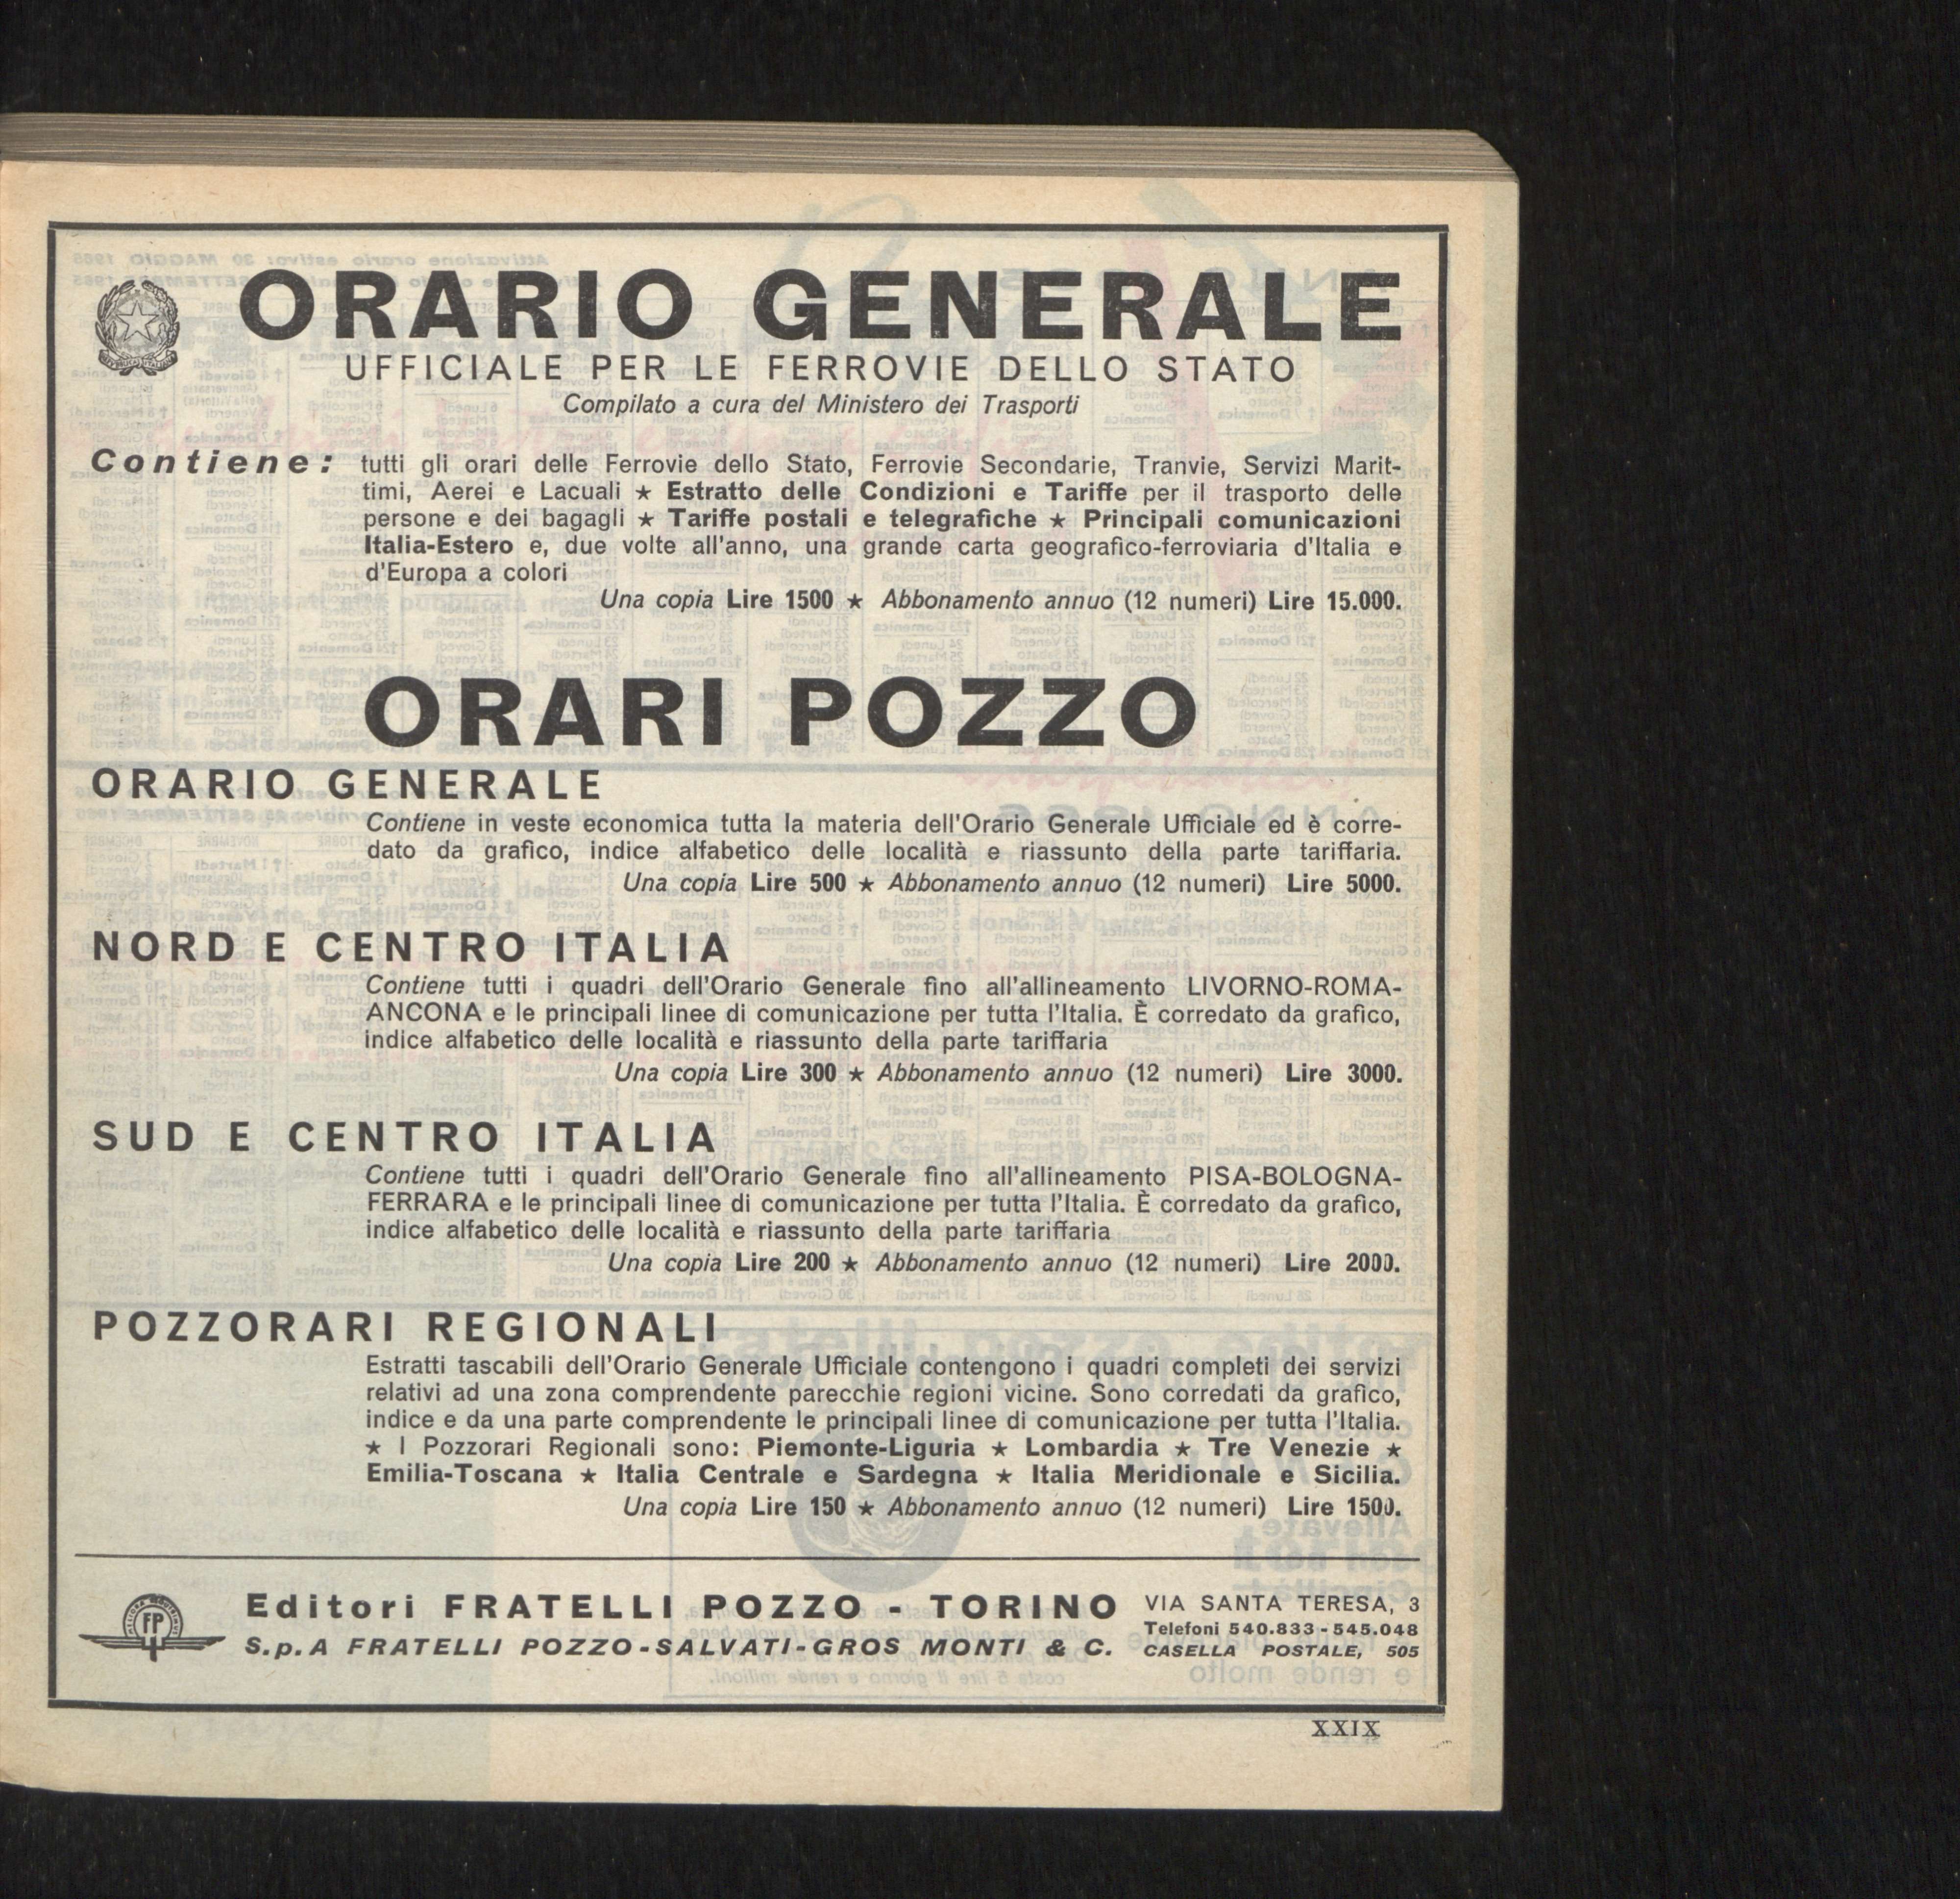 ORARIO GENERALE
UFFICIALE PER LE FERROVIE DELLO STATO
Compilato a cura del Ministero dei Trasporti
Contiene: tutti gli orari delle Ferrovie dello Stato, Ferrovie Secondarie, Tranvie, Servizi Marit-
timi, Aerei e Lacuali ★ Estratto delle Condizioni e Tariffe per il trasporto delle
persone e dei bagagli ★ Tariffe postali e telegrafiche ★ Principali comunicazioni
Italia-Estero e, due volte all'anno, una grande carta geografico-ferroviaria d'Italia e
d'Europa a colori
Una copia Lire 1500 ★ Abbonamento annuo (12 numeri) Lire 15.000.
ORARI POZZO
ORARIO GENERALE
Contiene in veste economica tutta la materia dell'Orario Generale Ufficiale ed è corre-
dato da grafico, indice alfabetico delle località e riassunto della parte tariffaria.
Una copia Lire 500 ★ Abbonamento annuo (12 numeri) Lire 5000.
NORD E CENTRO ITALIA
Contiene tutti i quadri dell'Orario Generale fino all'allineamento LIVORNO-ROMA-
ANCONA e le principali linee di comunicazione per tutta l'Italia. È corredato da grafico,
indice alfabetico delle località e riassunto della parte tariffaria
Una copia Lire 300 ★ Abbonamento annuo (12 numeri) Lire 3000.
SUD E CENTRO ITALIA
Contiene tutti i quadri dell'Orario Generale fino all'allineamento PISA-BOLOGNA-
FERRARA e le principali linee di comunicazione per tutta l'Italia. È corredato da grafico,
indice alfabetico delle località e riassunto della parte tariffaria
Una copia Lire 200 ★ Abbonamento annuo (12 numeri) Lire 2000.
POZZORARI REGIONALI
Estratti tascabili dell'Orario Generale Ufficiale contengono i quadri completi dei servizi
relativi ad una zona comprendente parecchie regioni vicine. Sono corredati da grafico,
indice e da una parte comprendente le principali linee di comunicazione per tutta l'Italia.
★ I Pozzorari Regionali sono: Piemonte-Liguria ★ Lombardia ★ Tre Venezie ★
Emilia-Toscana ★ Italia Centrale e Sardegna ★ Italia Meridionale e Sicilia.
Una copia Lire 150 ★ Abbonamento annuo (12 numeri) Lire 1500.
FP
Editori FRATELLI POZZO - TORINO
S.p.A FRATELLI POZZO-SALVATI-GROS MONTI & C.
VIA SANTA TERESA, 3
Telefoni 540.833-545.048
CASELLA POSTALE, 505
XXIX